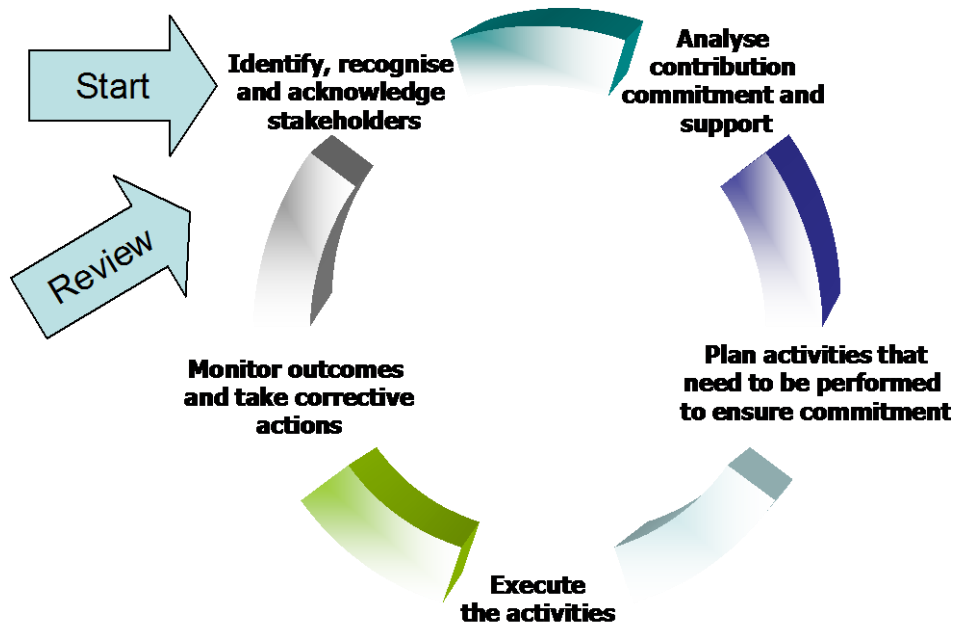 Start
Identify, recognise
and acknowledge
stakeholders
Analyse
contribution
commitment and
support
Review
Plan activities that
need to be performed
to ensure commitment
Monitor outcomes
and take corrective
actions
Execute
the activities